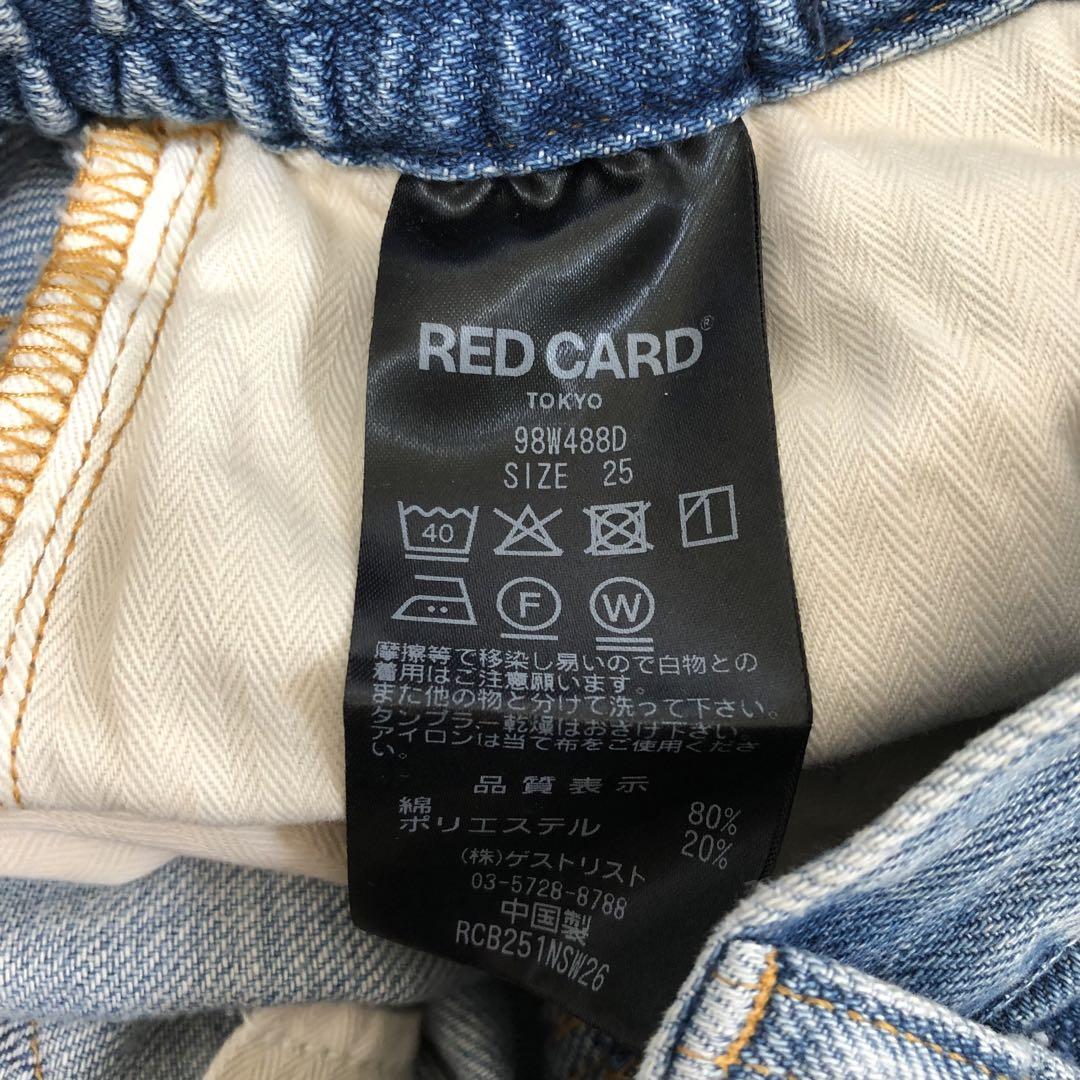 RED CARD®
TOKYO
98W488D
SIZE 25
40
F W
摩擦等で移染し易いので白物との
着用はご注意願います。
また他の物と分けて洗って下さい。
タンブラー乾燥はおさけ下さい。
アイロンは当て布をご使用くださ
い。
品質表示
綿 80%
ポリエステル 20%
(株)ゲストリスト
03-5728-8788
中国製
RCB251NSW26